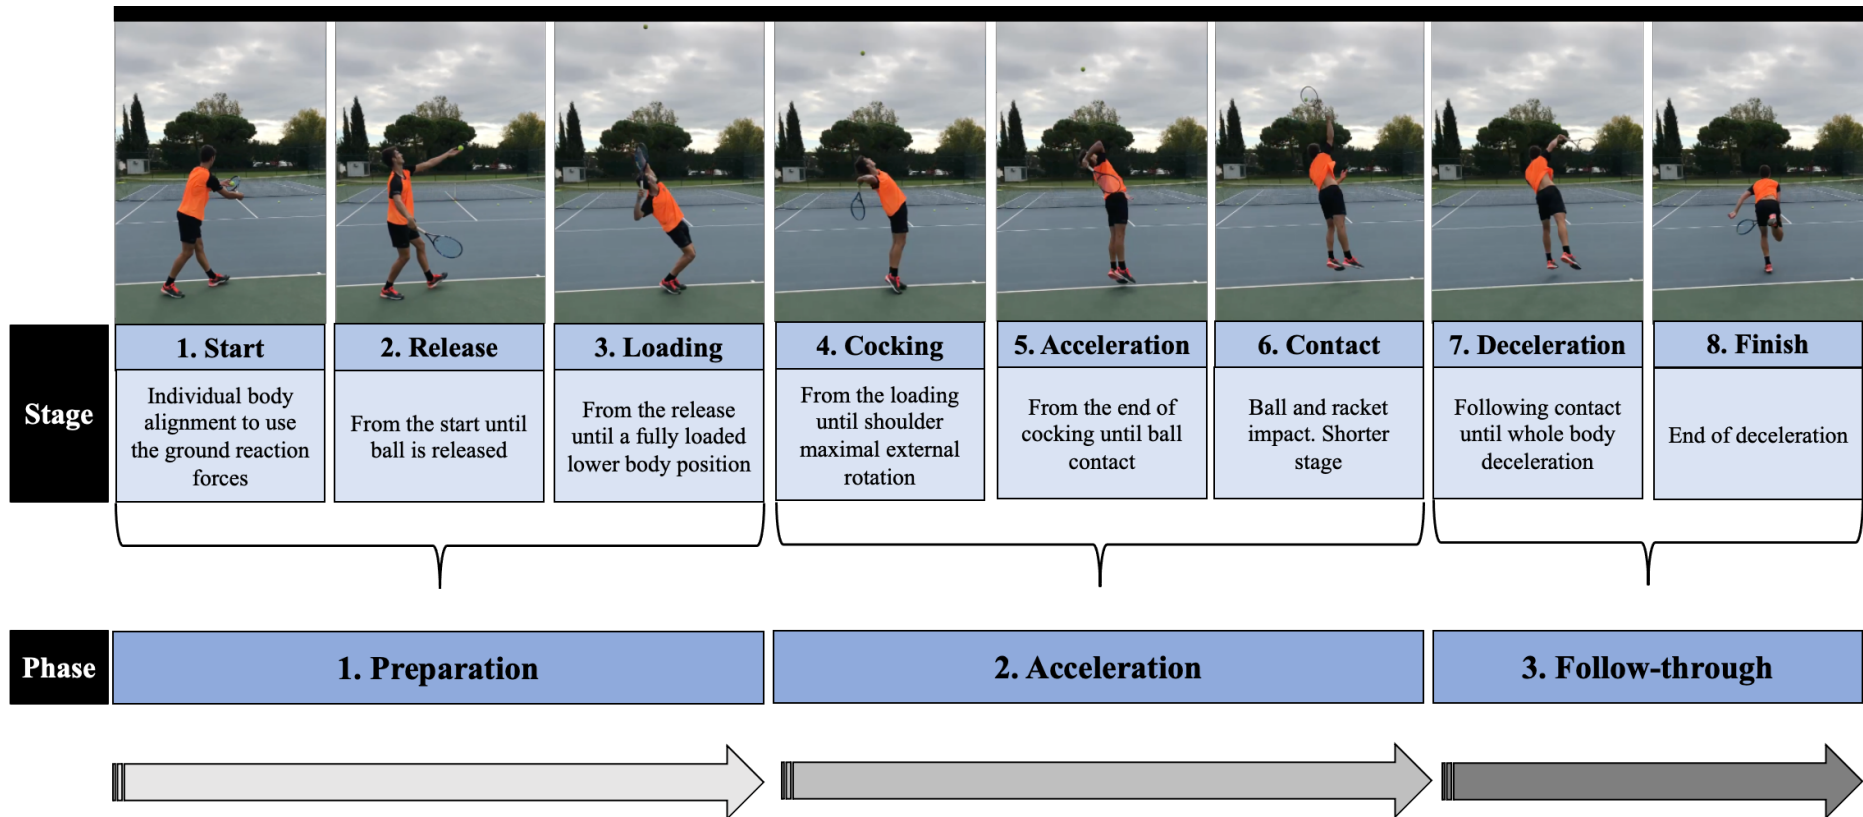 Stage
1. Start
Individual body
alignment to use
the ground reaction
forces
2. Release
From the start until
ball is released
3. Loading
From the release
until a fully loaded
lower body position
4. Cocking
From the loading
until shoulder
maximal external
rotation
5. Acceleration
From the end of
cocking until ball
contact
6. Contact
Ball and racket
impact. Shorter
stage
7. Deceleration
Following contact
until whole body
deceleration
8. Finish
End of deceleration
Phase
1. Preparation
2. Acceleration
3. Follow-through